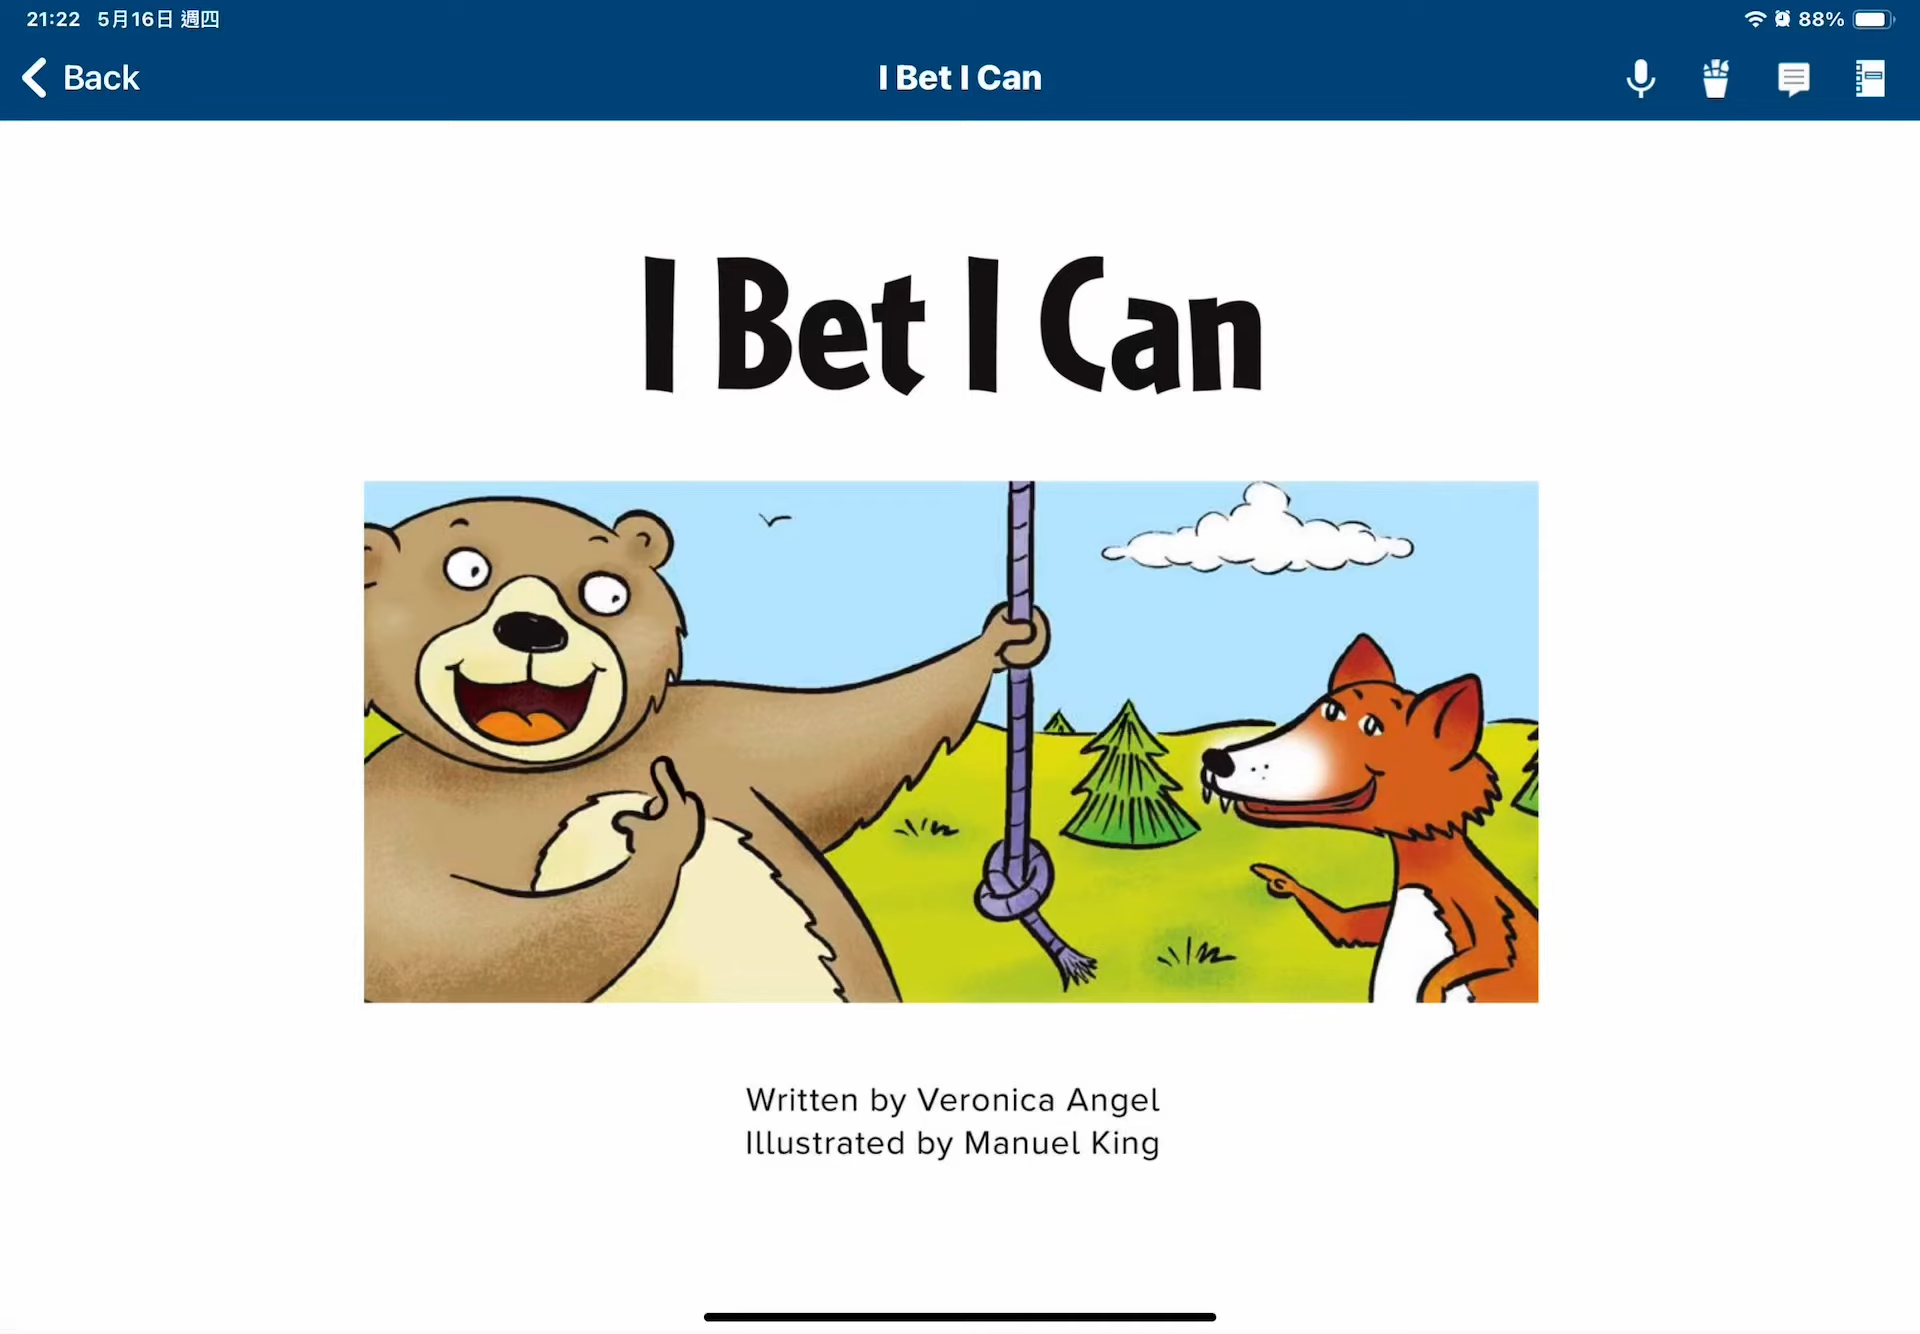 21:22 5月16日 週四
88%
Back
I Bet I Can
I Bet I Can
Written by Veronica Angel
Illustrated by Manuel King